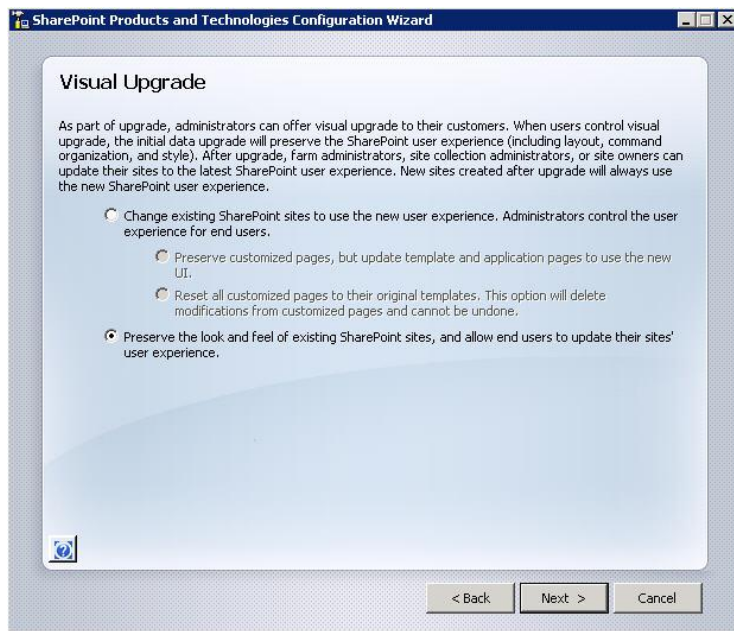 SharePoint Products and Technologies Configuration Wizard
Visual Upgrade
As part of upgrade, administrators can offer visual upgrade to their customers. When users control visual
upgrade, the initial data upgrade will preserve the SharePoint user experience (including layout, command
organization, and style). After upgrade, farm administrators, site collection administrators, or site owners can
update their sites to the latest SharePoint user experience. New sites created after upgrade will always use
the new SharePoint user experience.
Change existing SharePoint sites to use the new user experience. Administrators control the user
experience for end users.
Preserve customized pages, but update template and application pages to use the new
UI.
Reset all customized pages to their original templates. This option will delete
modifications from customized pages and cannot be undone.
Preserve the look and feel of existing SharePoint sites, and allow end users to update their sites'
user experience.
< Back Next > Cancel